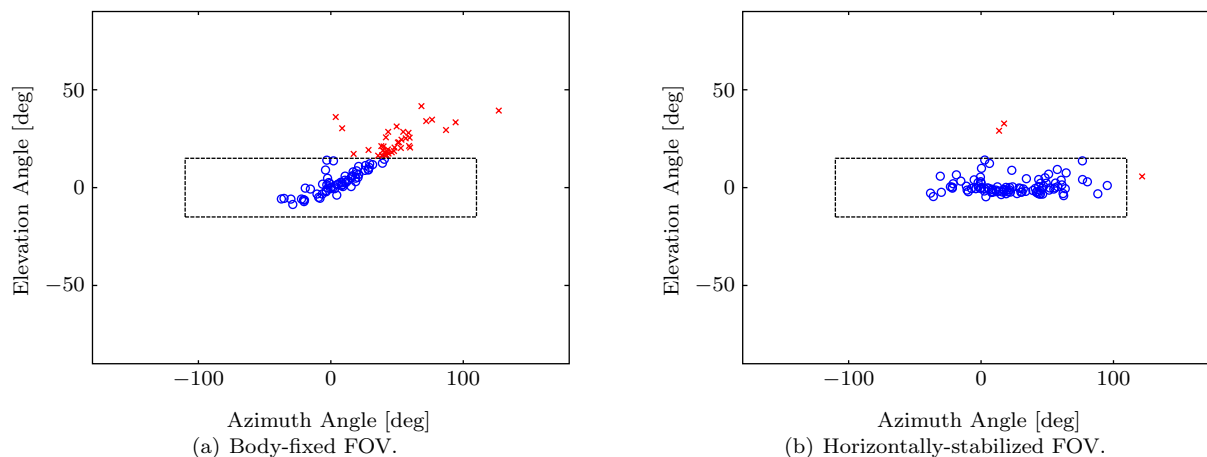 50
0
−50
Elevation Angle [deg]
−100
0
100
Azimuth Angle [deg]
(a) Body-fixed FOV.
50
0
−50
Elevation Angle [deg]
−100
0
100
Azimuth Angle [deg]
(b) Horizontally-stabilized FOV.